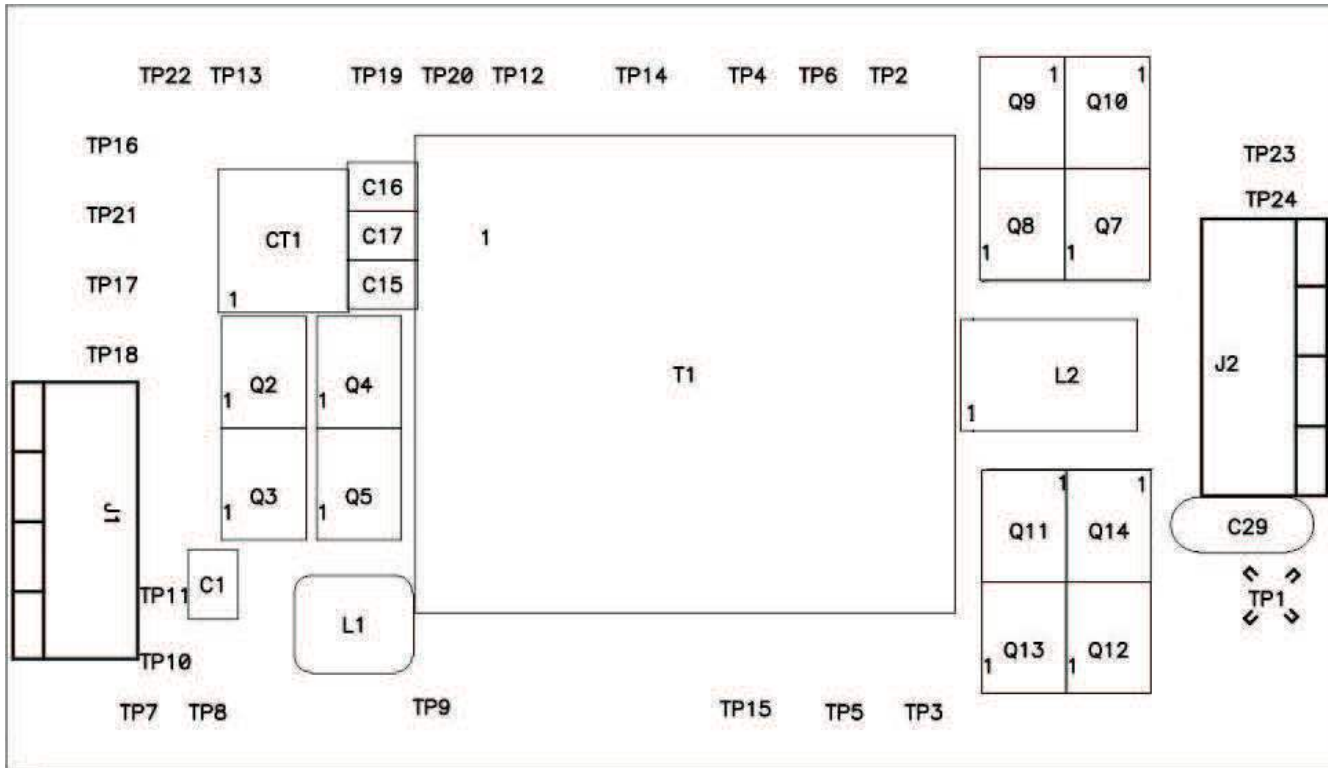 TP22 TP13 TP19 TP20 TP12 TP14 TP4 TP6 TP2
1 1
Q9 Q10
TP16
TP23
C16
TP24
TP21
Q8 Q7
CT1 C17 1
1 1
TP17
C15
1
TP18
J2
T1
L2
Q2 Q4
1 1
1
1 1
Q3 Q5
J1
1 1
Q11 Q14
C29
C1
TP11
TP1
L1
Q13 Q12
TP10
1 1
TP7 TP8 TP9 TP15 TP5 TP3